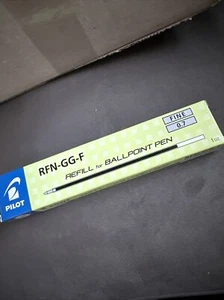 RFN-GG-F
REFILL for BALLPOINT PEN
FINE
0.7
PILOT